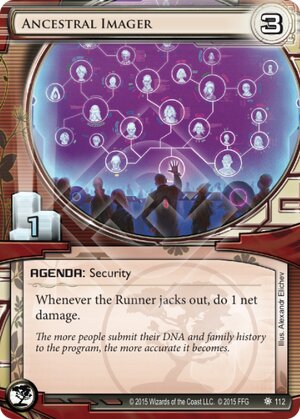 Ancestral Imager
3
1
AGENDA: Security
Whenever the Runner jacks out, do 1 net
damage.
The more people submit their DNA and family history
to the program, the more accurate it becomes.
Illus. Alexandr Elichev
© 2015 Wizards of the Coast LLC. © 2015 FFG
112